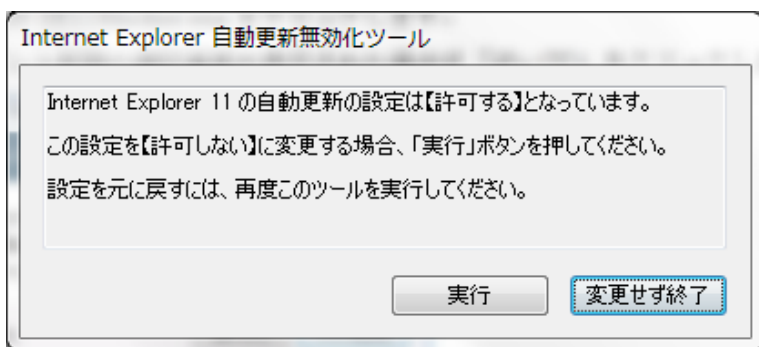 Internet Explorer 自動更新無効化ツール
Internet Explorer 11 の自動更新の設定は【許可する】となっています。
この設定を【許可しない】に変更する場合、「実行」ボタンを押してください。
設定を元に戻すには、再度このツールを実行してください。
実行
変更せず終了